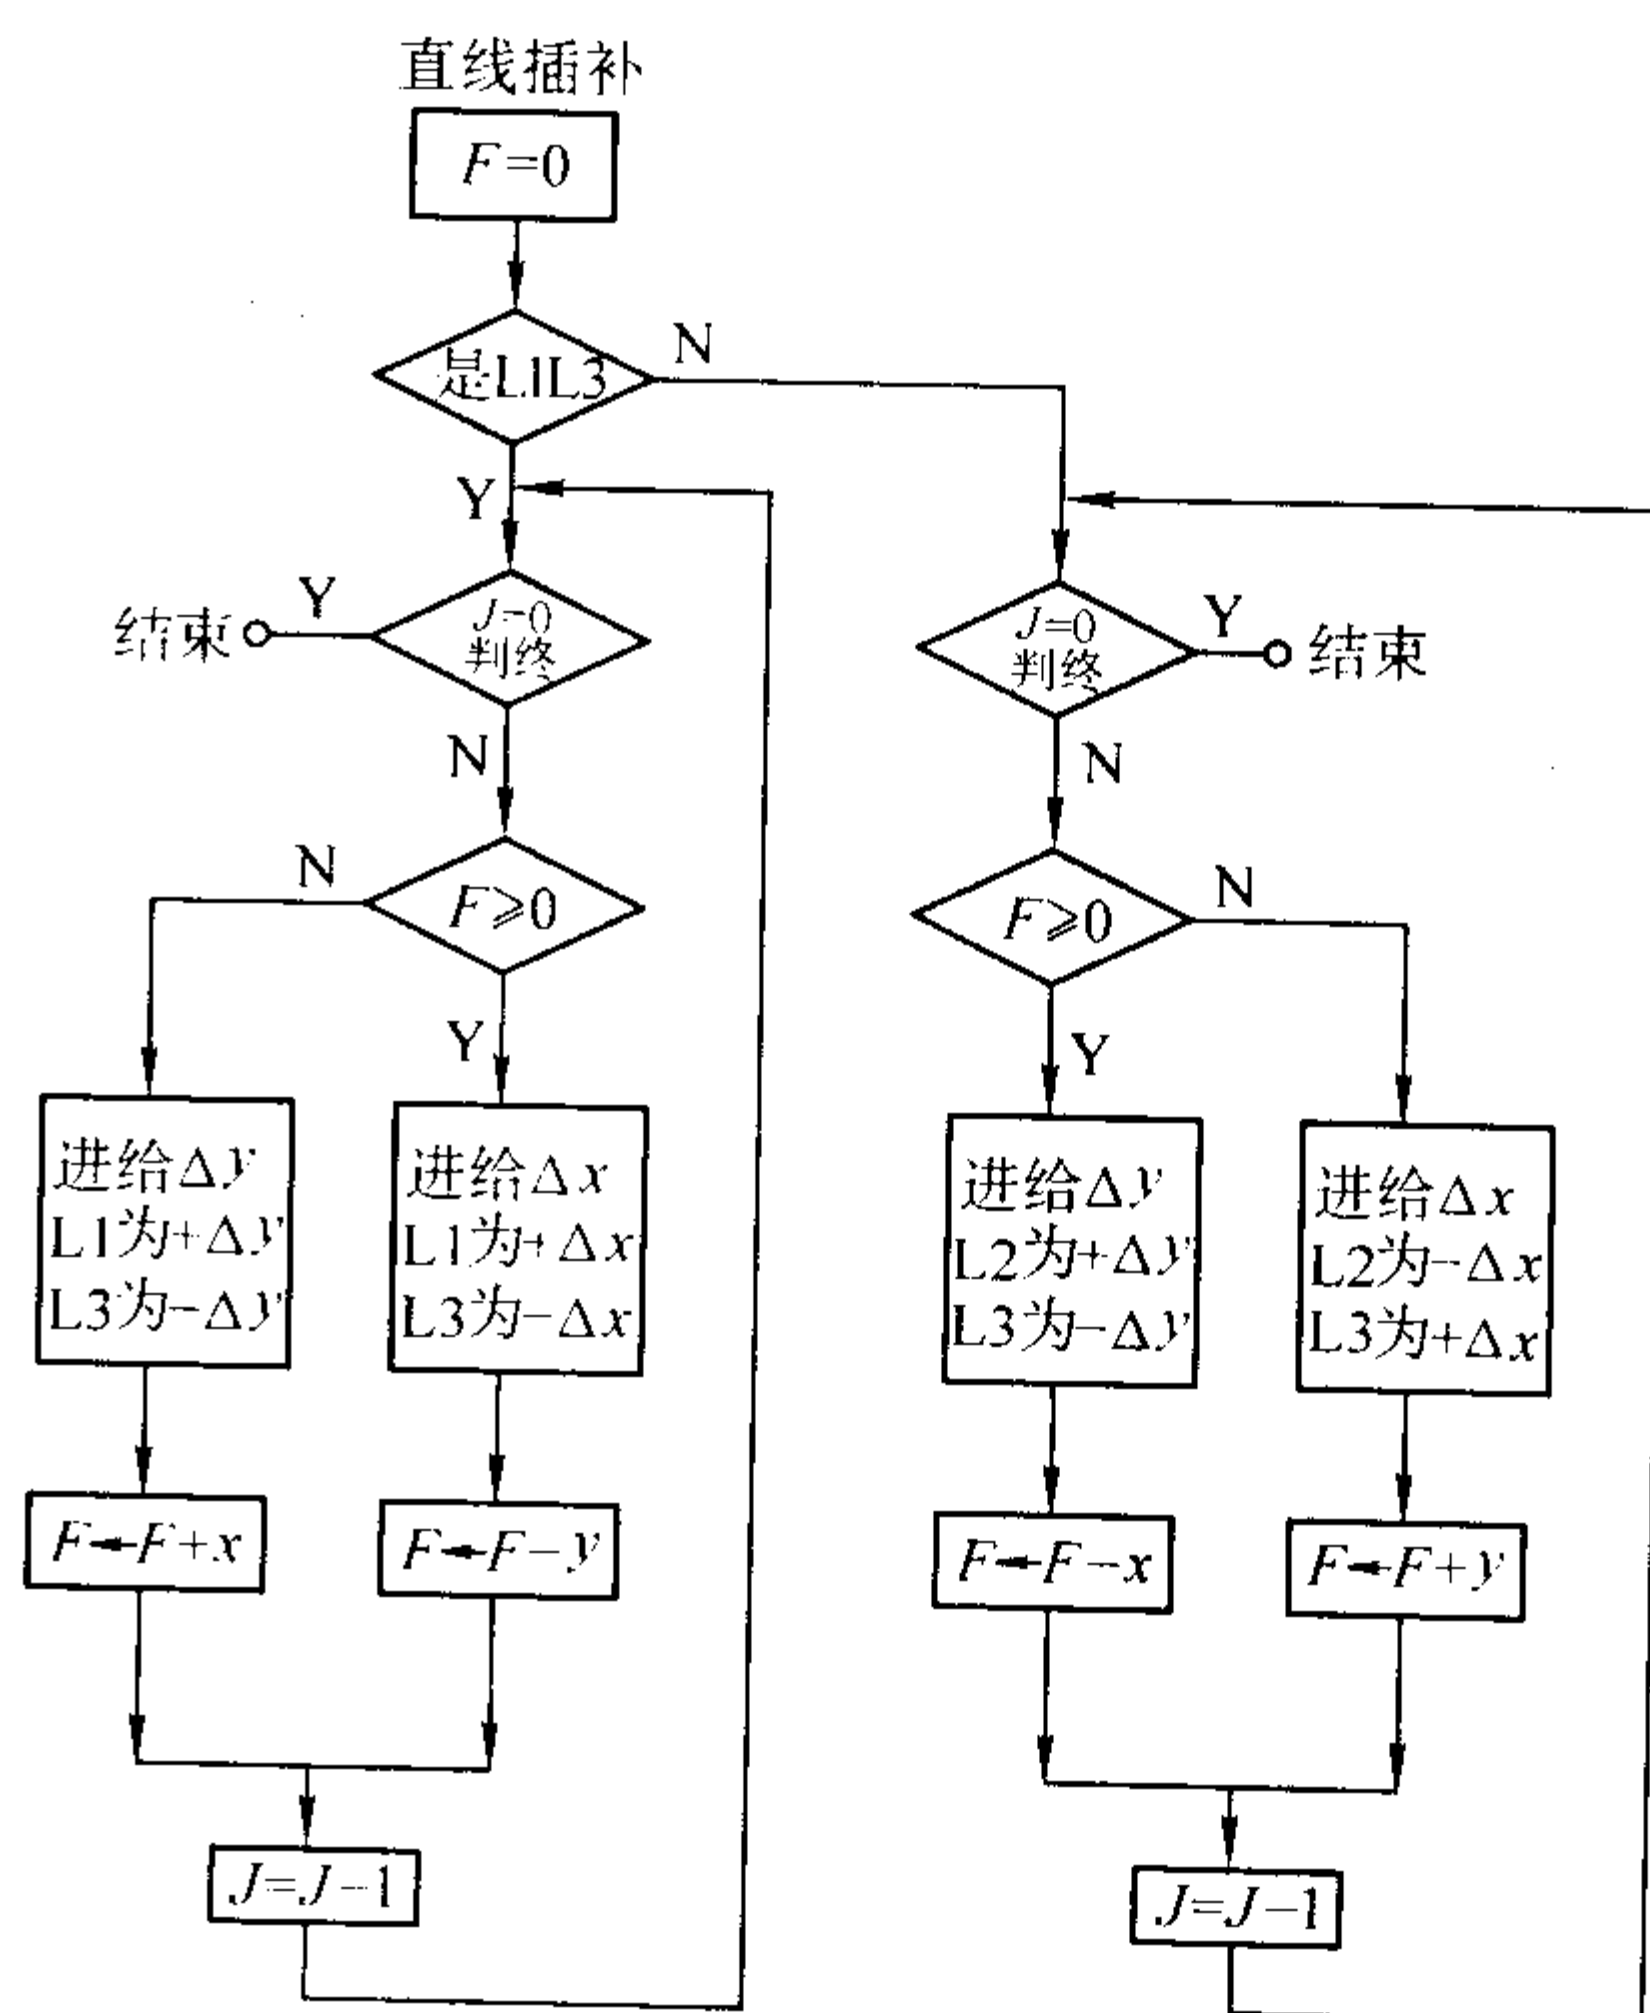 直线插补
F=0
是L1L3
N
Y
J=0
判终
Y
结束
N
F≥0
N
Y
进给Δy
L1为+Δy
L3为-Δy
进给Δx
L1为+Δx
L3为-Δx
F←F+x
F←F-y
J=J-1
J=0
判终
Y
结束
N
F≥0
N
Y
进给Δy
L2为+Δy
L3为-Δy
进给Δx
L2为-Δx
L3为+Δx
F←F-x
F←F+y
J=J-1